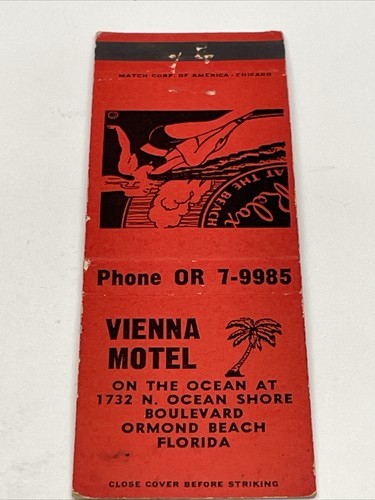 MATCH CORP. OF AMERICA - CHICAGO
Relax
AT THE BEACH
Phone OR 7-9985
VIENNA
MOTEL
ON THE OCEAN AT
1732 N. OCEAN SHORE
BOULEVARD
ORMOND BEACH
FLORIDA
CLOSE COVER BEFORE STRIKING